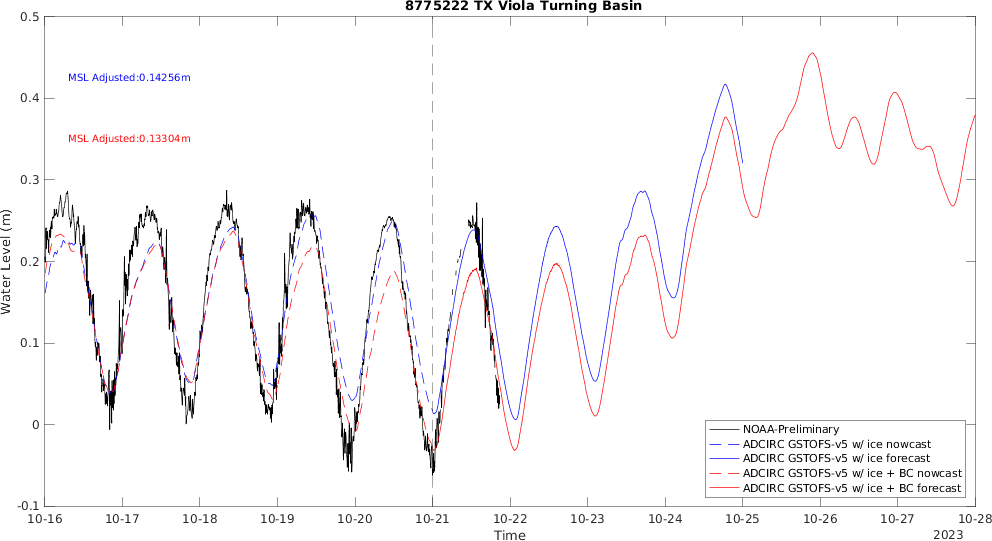 8775222 TX Viola Turning Basin
0.5
MSL Adjusted:0.14256m
0.4
MSL Adjusted:0.13304m
0.3
Water Level (m)
0.2
0.1
0
-0.1
NOAA-Preliminary
ADCIRC GSTOFS-v5 w/ ice nowcast
ADCIRC GSTOFS-v5 w/ ice forecast
ADCIRC GSTOFS-v5 w/ ice + BC nowcast
ADCIRC GSTOFS-v5 w/ ice + BC forecast
10-16 10-17 10-18 10-19 10-20 10-21 10-22 10-23 10-24 10-25 10-26 10-27 10-28
Time
2023